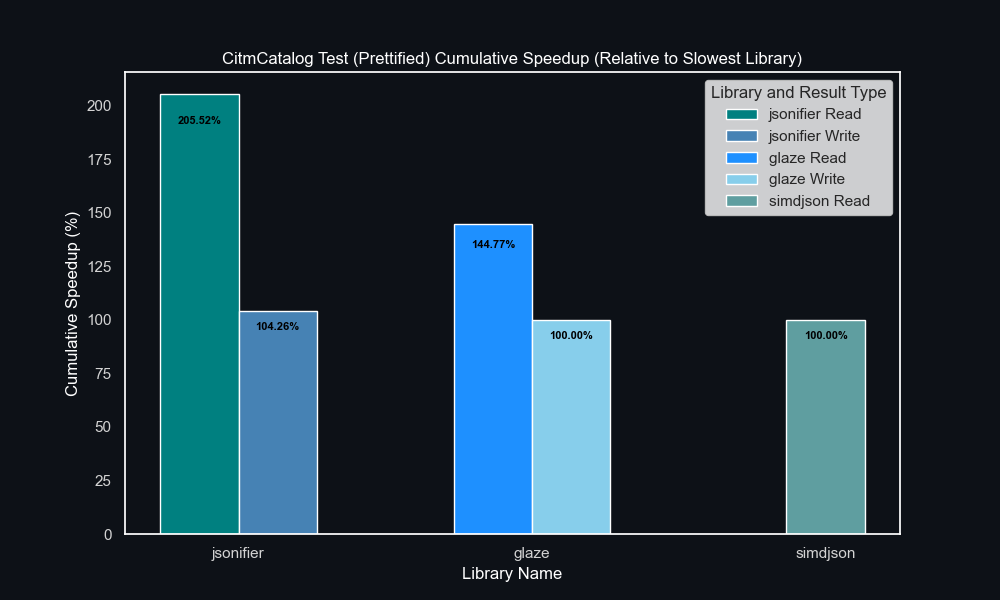 CitmCatalog Test (Prettified) Cumulative Speedup (Relative to Slowest Library)
Library and Result Type
jsonifier Read
jsonifier Write
glaze Read
glaze Write
simdjson Read
Cumulative Speedup (%)
200
175
150
125
100
75
50
25
0
205.52%
104.26%
144.77%
100.00%
100.00%
jsonifier
glaze
simdjson
Library Name